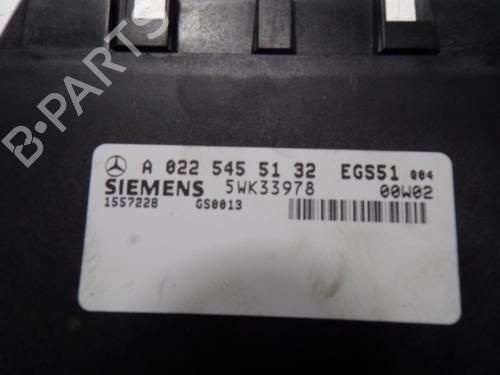 A 022 545 51 32 EGS51 004
SIEMENS 5WK33978 00W02
1557228 GS0013
B-PARTS